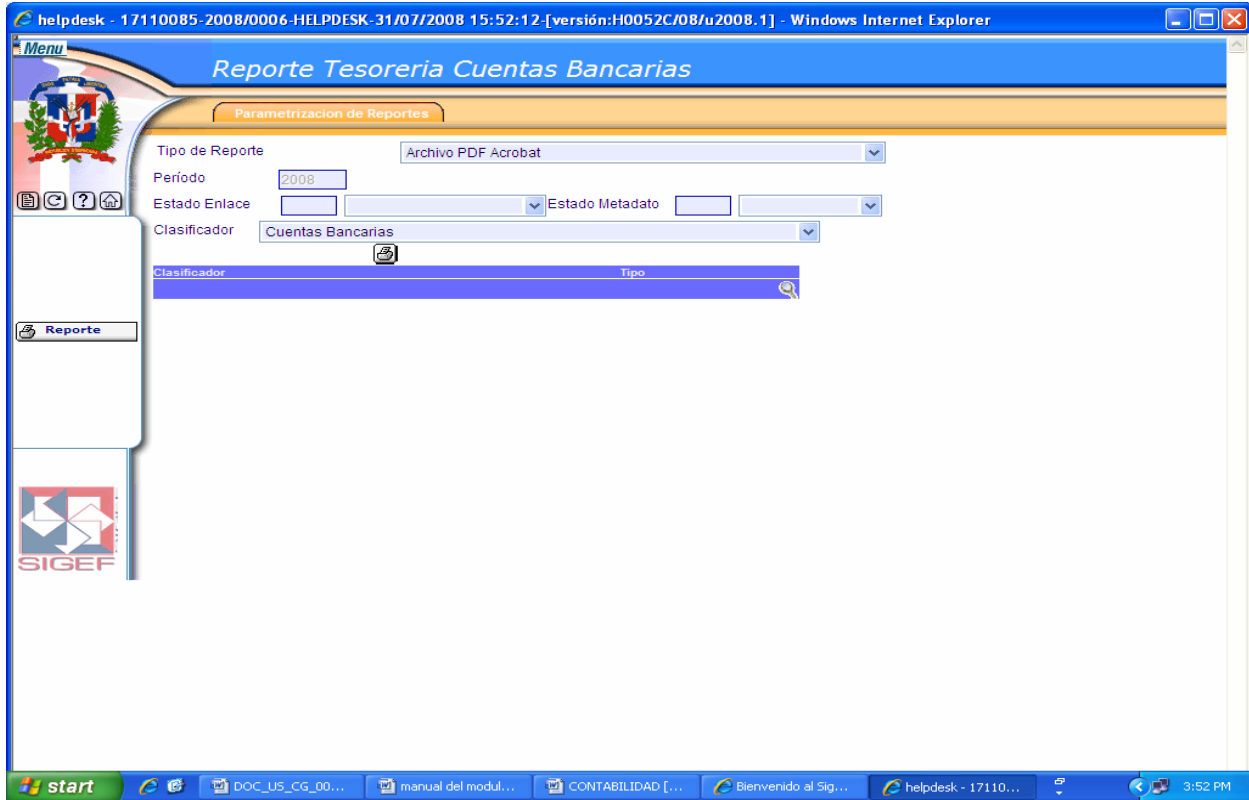 helpdesk - 17110085-2008/0006-HELPDESK-31/07/2008 15:52:12-[versión:H0052C/08/u2008.1] - Windows Internet Explorer
Menu
Reporte Tesoreria Cuentas Bancarias
Parametrizacion de Reportes
Tipo de Reporte Archivo PDF Acrobat
Período 2008
Estado Enlace Estado Metadato
Clasificador Cuentas Bancarias
Clasificador Tipo
Reporte
SIGEF
start DOC_US_CG_00... manual del modul... CONTABILIDAD [... Bienvenido al Sig... helpdesk - 17110... 3:52 PM